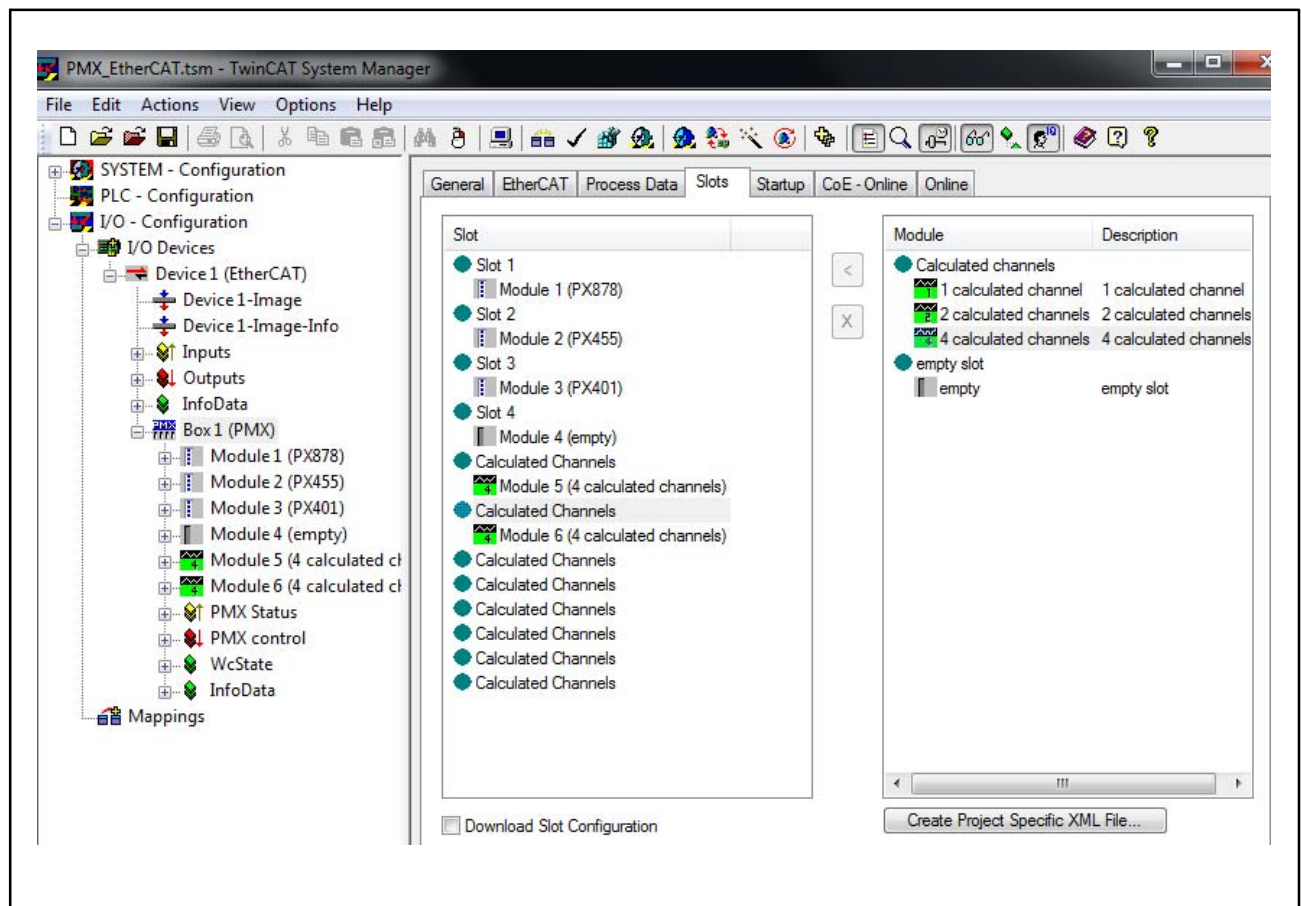 PMX_EtherCAT.tsm - TwinCAT System Manager
File Edit Actions View Options Help
SYSTEM - Configuration
PLC - Configuration
I/O - Configuration
I/O Devices
Device 1 (EtherCAT)
Device 1-Image
Device 1-Image-Info
Inputs
Outputs
InfoData
Box 1 (PMX)
Module 1 (PX878)
Module 2 (PX455)
Module 3 (PX401)
Module 4 (empty)
Module 5 (4 calculated ch
Module 6 (4 calculated ch
PMX Status
PMX control
WcState
InfoData
Mappings
General EtherCAT Process Data Slots Startup CoE - Online Online
Slot
Slot 1
Module 1 (PX878)
Slot 2
Module 2 (PX455)
Slot 3
Module 3 (PX401)
Slot 4
Module 4 (empty)
Calculated Channels
Module 5 (4 calculated channels)
Calculated Channels
Module 6 (4 calculated channels)
Calculated Channels
Calculated Channels
Calculated Channels
Calculated Channels
Calculated Channels
Calculated Channels
<
X
Module Description
Calculated channels
1 calculated channel 1 calculated channel
2 calculated channels 2 calculated channels
4 calculated channels 4 calculated channels
empty slot
empty empty slot
Download Slot Configuration
Create Project Specific XML File...